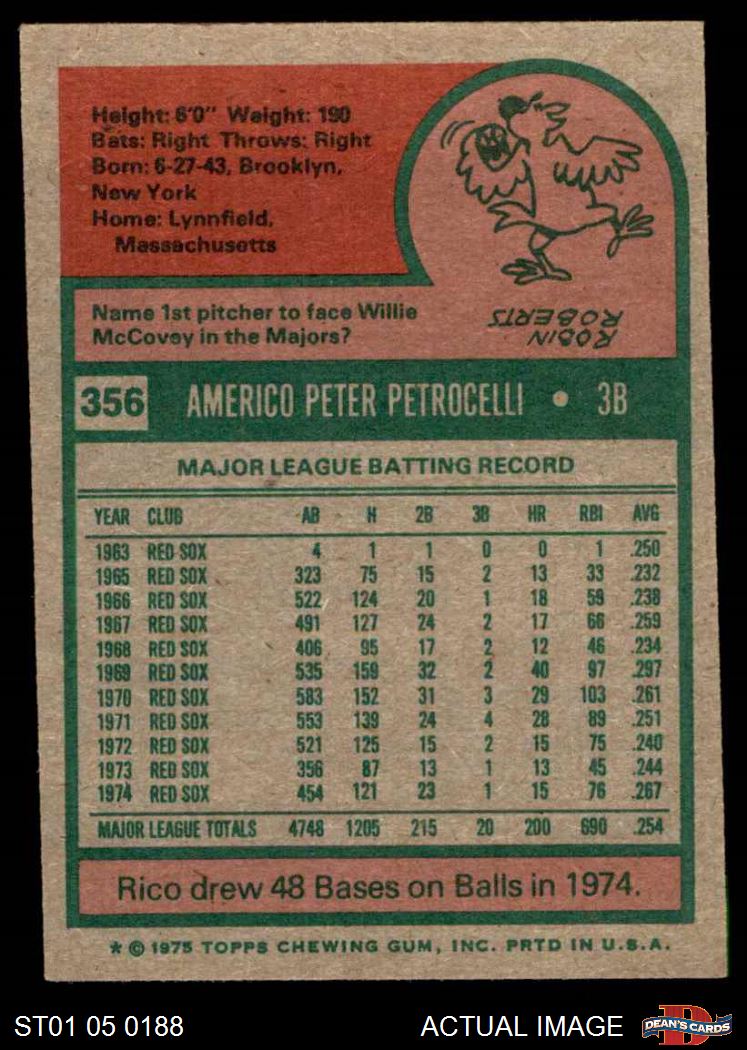 Height: 6'0" Weight: 190
Bats: Right Throws: Right
Born: 6-27-43, Brooklyn,
New York
Home: Lynnfield,
Massachusetts
Name 1st pitcher to face Willie
McCovey in the Majors?
ROBIN
ROBERTS
356 AMERICO PETER PETROCELLI • 3B
MAJOR LEAGUE BATTING RECORD
YEAR CLUB AB H 2B 3B HR RBI AVG
1963 RED SOX 4 1 1 0 0 1 .250
1965 RED SOX 323 75 15 2 13 33 .232
1966 RED SOX 522 124 20 1 18 59 .238
1967 RED SOX 491 127 24 2 17 66 .259
1968 RED SOX 406 95 17 2 12 46 .234
1969 RED SOX 535 159 32 2 40 97 .297
1970 RED SOX 583 152 31 3 29 103 .261
1971 RED SOX 553 139 24 4 28 89 .251
1972 RED SOX 521 125 15 2 15 75 .240
1973 RED SOX 356 87 13 1 13 45 .244
1974 RED SOX 454 121 23 1 15 76 .267
MAJOR LEAGUE TOTALS 4748 1205 215 20 200 690 .254
Rico drew 48 Bases on Balls in 1974.
* © 1975 TOPPS CHEWING GUM, INC. PRTD IN U.S.A.
ST01 05 0188 ACTUAL IMAGE DEAN'S CARDS